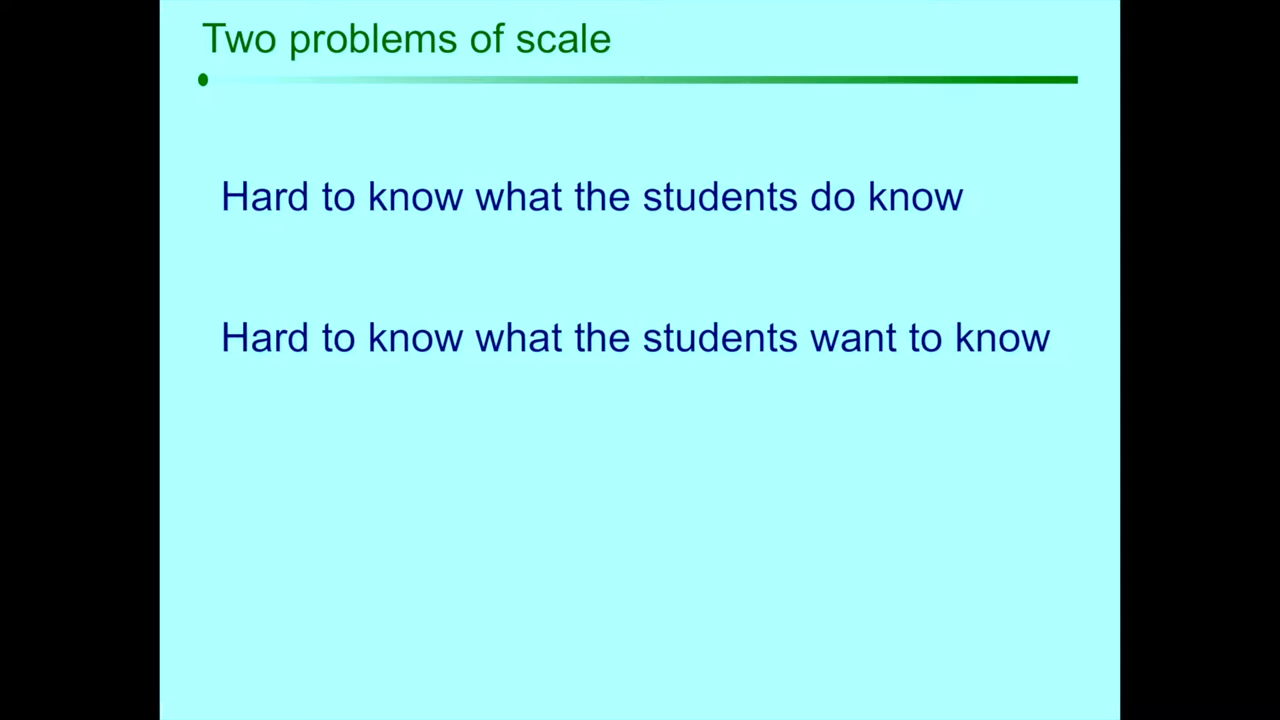 Two problems of scale
Hard to know what the students do know
Hard to know what the students want to know